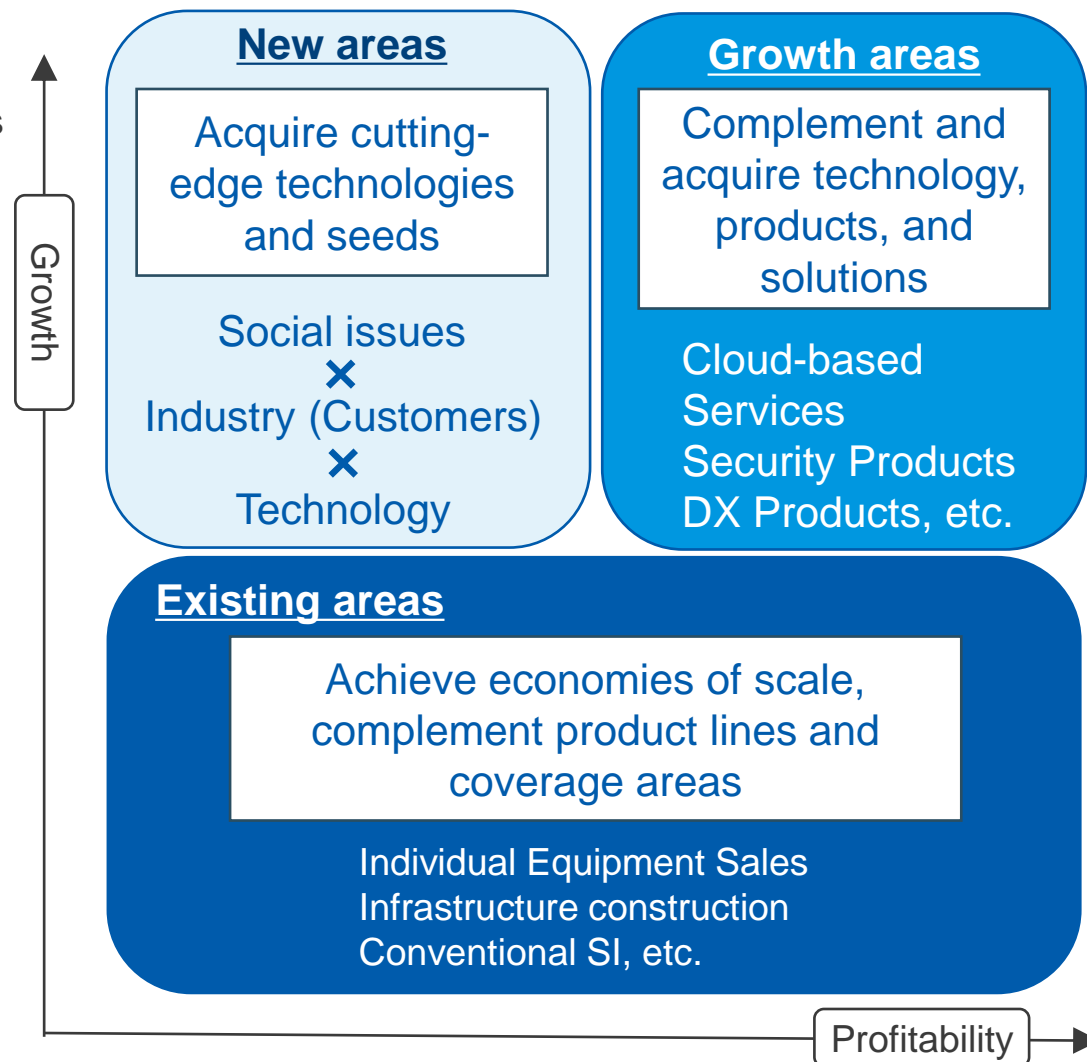 New areas
Acquire cutting-
edge technologies
and seeds
Social issues
×
Industry (Customers)
×
Technology
Growth areas
Complement and
acquire technology,
products, and
solutions
Cloud-based
Services
Security Products
DX Products, etc.
Existing areas
Achieve economies of scale,
complement product lines and
coverage areas
Individual Equipment Sales
Infrastructure construction
Conventional SI, etc.
Growth
Profitability